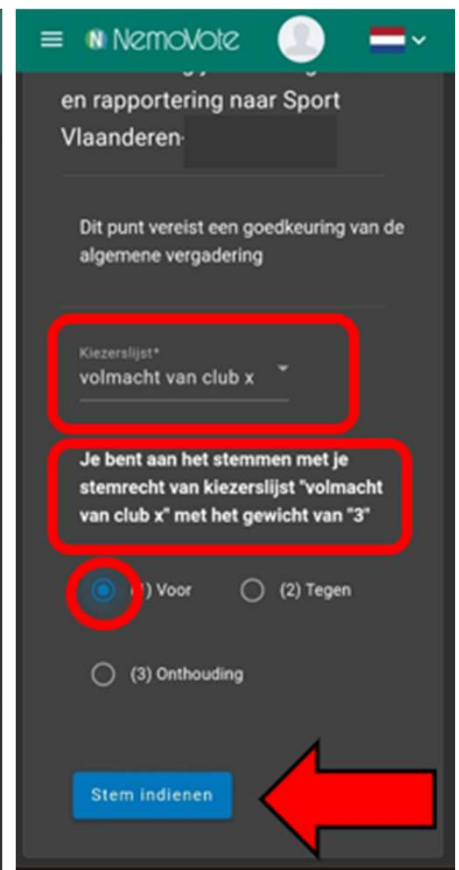 NemoVote
en rapportering naar Sport
Vlaanderen
Dit punt vereist een goedkeuring van de
algemene vergadering
Kiezerslijst*
volmacht van club x
Je bent aan het stemmen met je
stemrecht van kiezerslijst "volmacht
van club x" met het gewicht van "3"
(1) Voor (2) Tegen
(3) Onthouding
Stem indienen